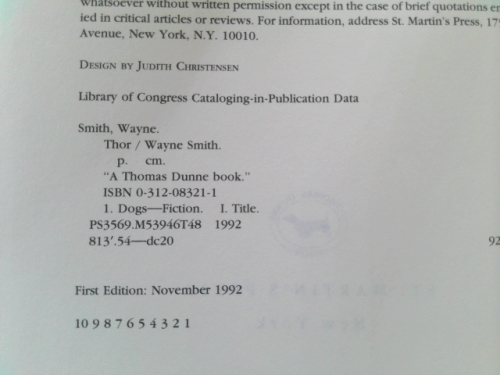 whatsoever without written permission except in the case of brief quotations
ied in critical articles or reviews. For information, address St. Martin's Press,
Avenue, New York, N.Y. 10010.
DESIGN BY JUDITH CHRISTENSEN
Library of Congress Cataloging-in-Publication Data
Smith, Wayne.
Thor / Wayne Smith.
p. cm.
"A Thomas Dunne book."
ISBN 0-312-08321-1
1. Dogs—Fiction. I. Title.
PS3569.M53946T48 1992
813'.54—dc20 92
First Edition: November 1992
10 9 8 7 6 5 4 3 2 1